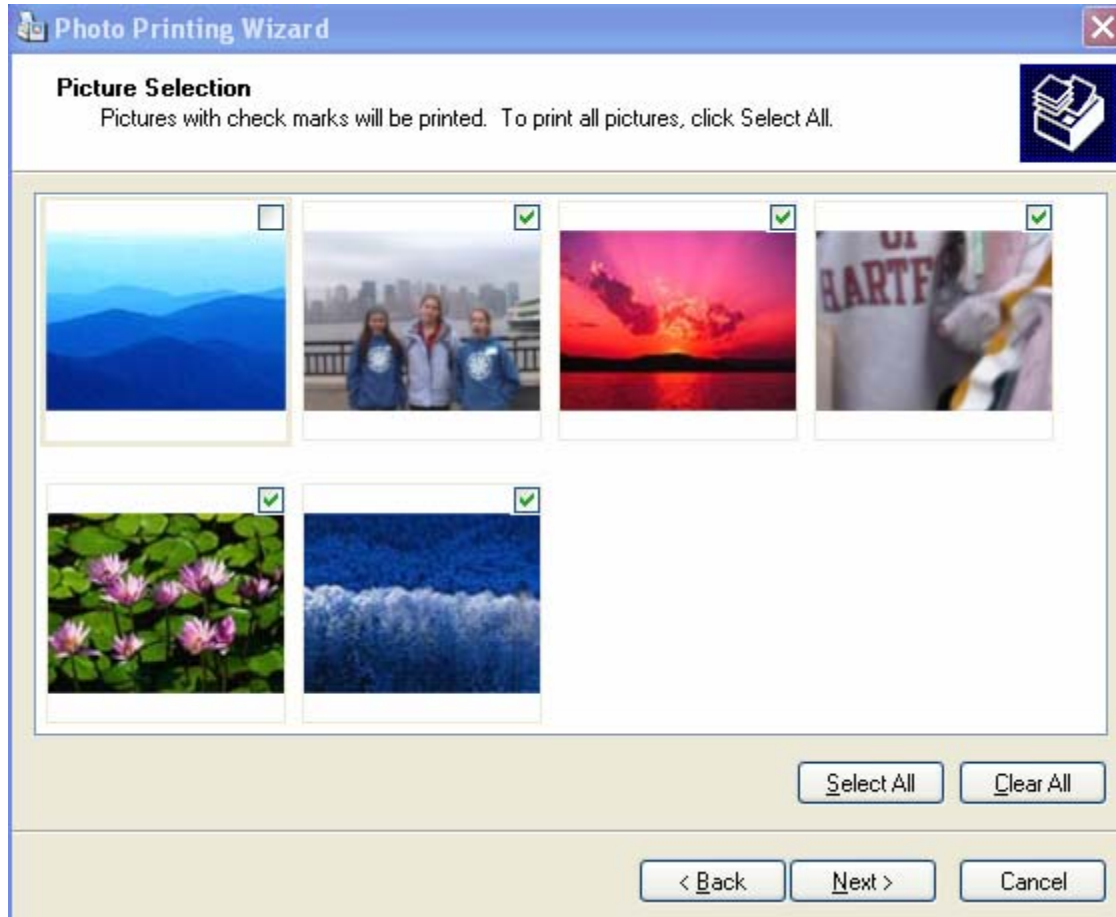 Photo Printing Wizard
Picture Selection
Pictures with check marks will be printed. To print all pictures, click Select All.
OF
HARTF
Select All
Clear All
< Back
Next >
Cancel